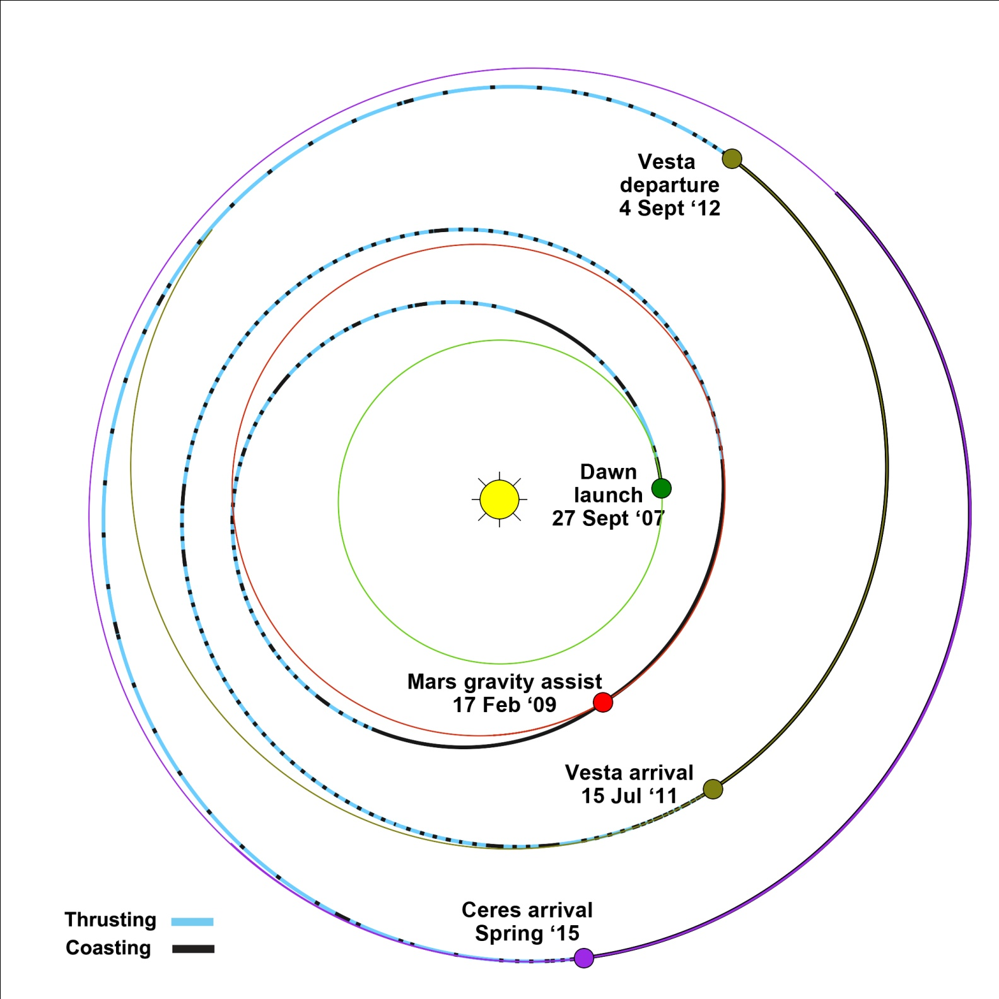 Vesta
departure
4 Sept ‘12
Dawn
launch
27 Sept ‘07
Mars gravity assist
17 Feb ‘09
Vesta arrival
15 Jul ‘11
Ceres arrival
Spring ‘15
Thrusting
Coasting